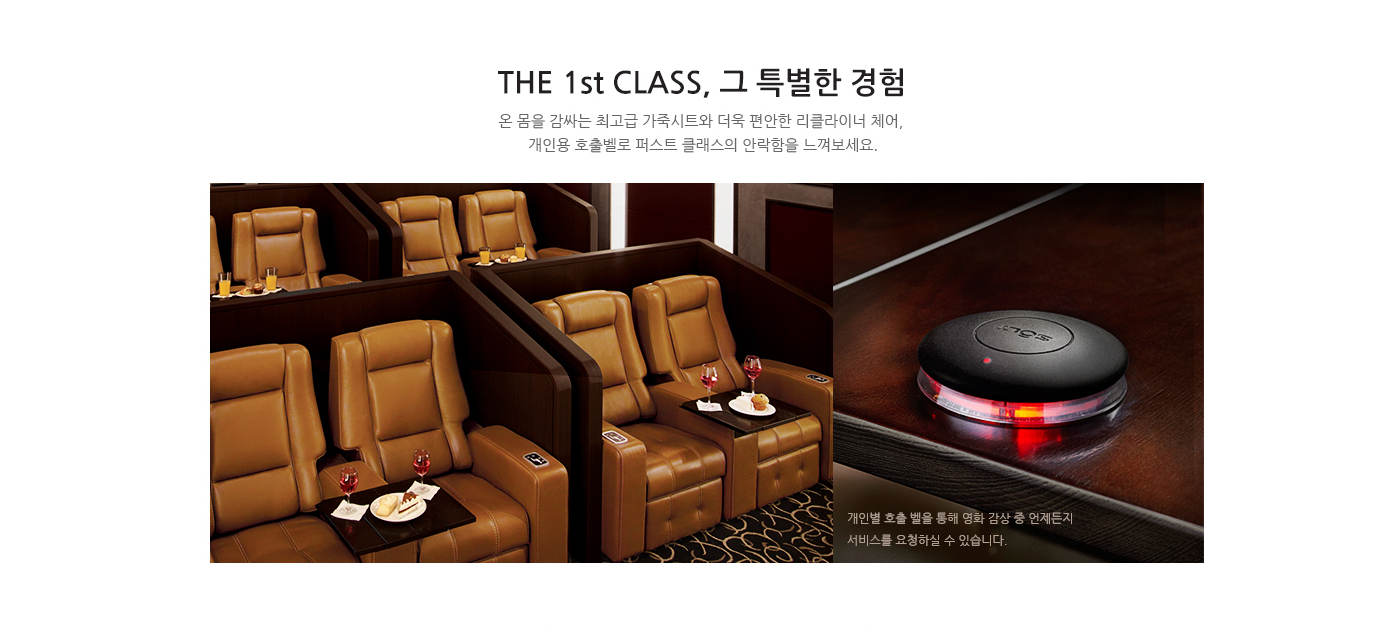 THE 1st CLASS, 그 특별한 경험
온 몸을 감싸는 최고급 가죽시트와 더욱 편안한 리클라이너 체어,
개인용 호출벨로 퍼스트 클래스의 안락함을 느껴보세요.
개인별 호출 벨을 통해 영화 감상 중 언제든지
서비스를 요청하실 수 있습니다.